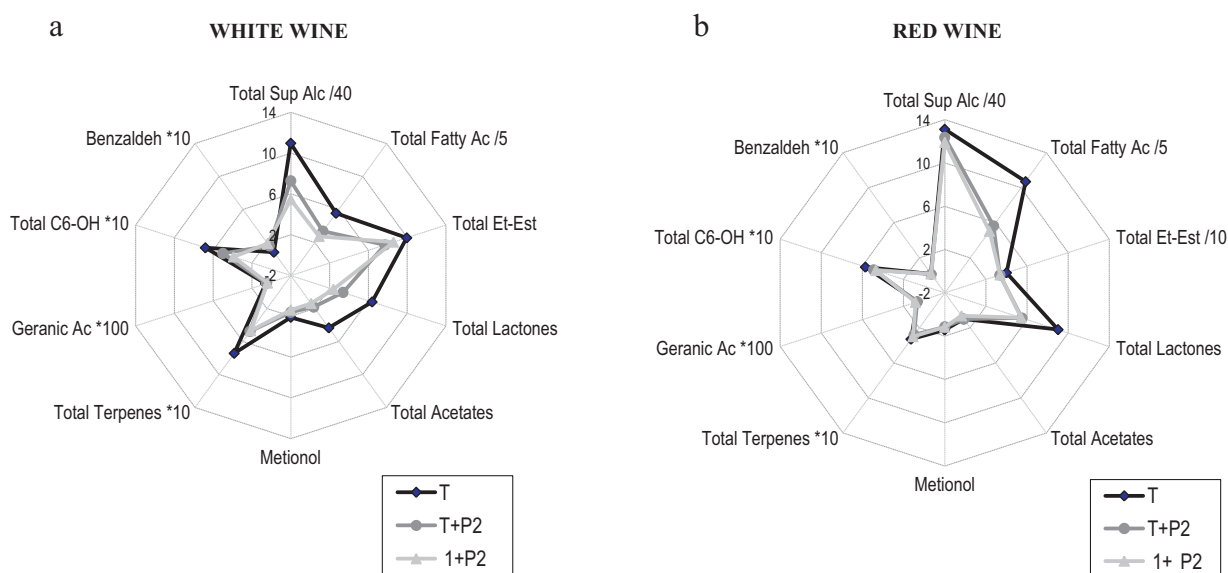 a
WHITE WINE
Total Sup Alc /40
14
Benzaldeh *10
Total Fatty Ac /5
10
6
Total C6-OH *10
Total Et-Est
2
-2
Geranic Ac *100
Total Lactones
Total Terpenes *10
Total Acetates
Metionol
T
T+P2
1+P2
b
RED WINE
Total Sup Alc /40
14
Benzaldeh *10
Total Fatty Ac /5
10
6
Total C6-OH *10
Total Et-Est /10
2
-2
Geranic Ac *100
Total Lactones
Total Terpenes *10
Total Acetates
Metionol
T
T+P2
1+ P2